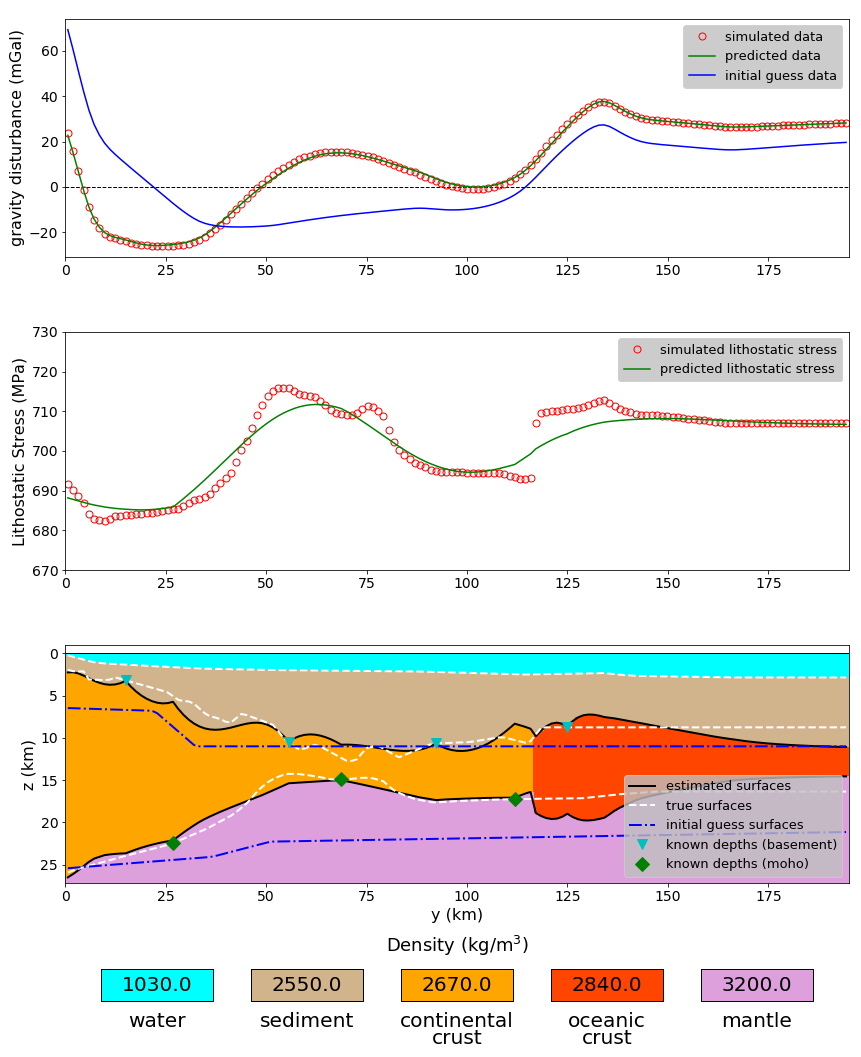 gravity disturbance (mGal)
60
40
20
0
−20
simulated data
predicted data
initial guess data
0 25 50 75 100 125 150 175
Lithostatic Stress (MPa)
730
720
710
700
690
680
670
simulated lithostatic stress
predicted lithostatic stress
0 25 50 75 100 125 150 175
z (km)
0
5
10
15
20
25
estimated surfaces
true surfaces
initial guess surfaces
known depths (basement)
known depths (moho)
0 25 50 75 100 125 150 175
y (km)
Density (kg/m³)
1030.0 2550.0 2670.0 2840.0 3200.0
water sediment continental oceanic mantle
crust crust